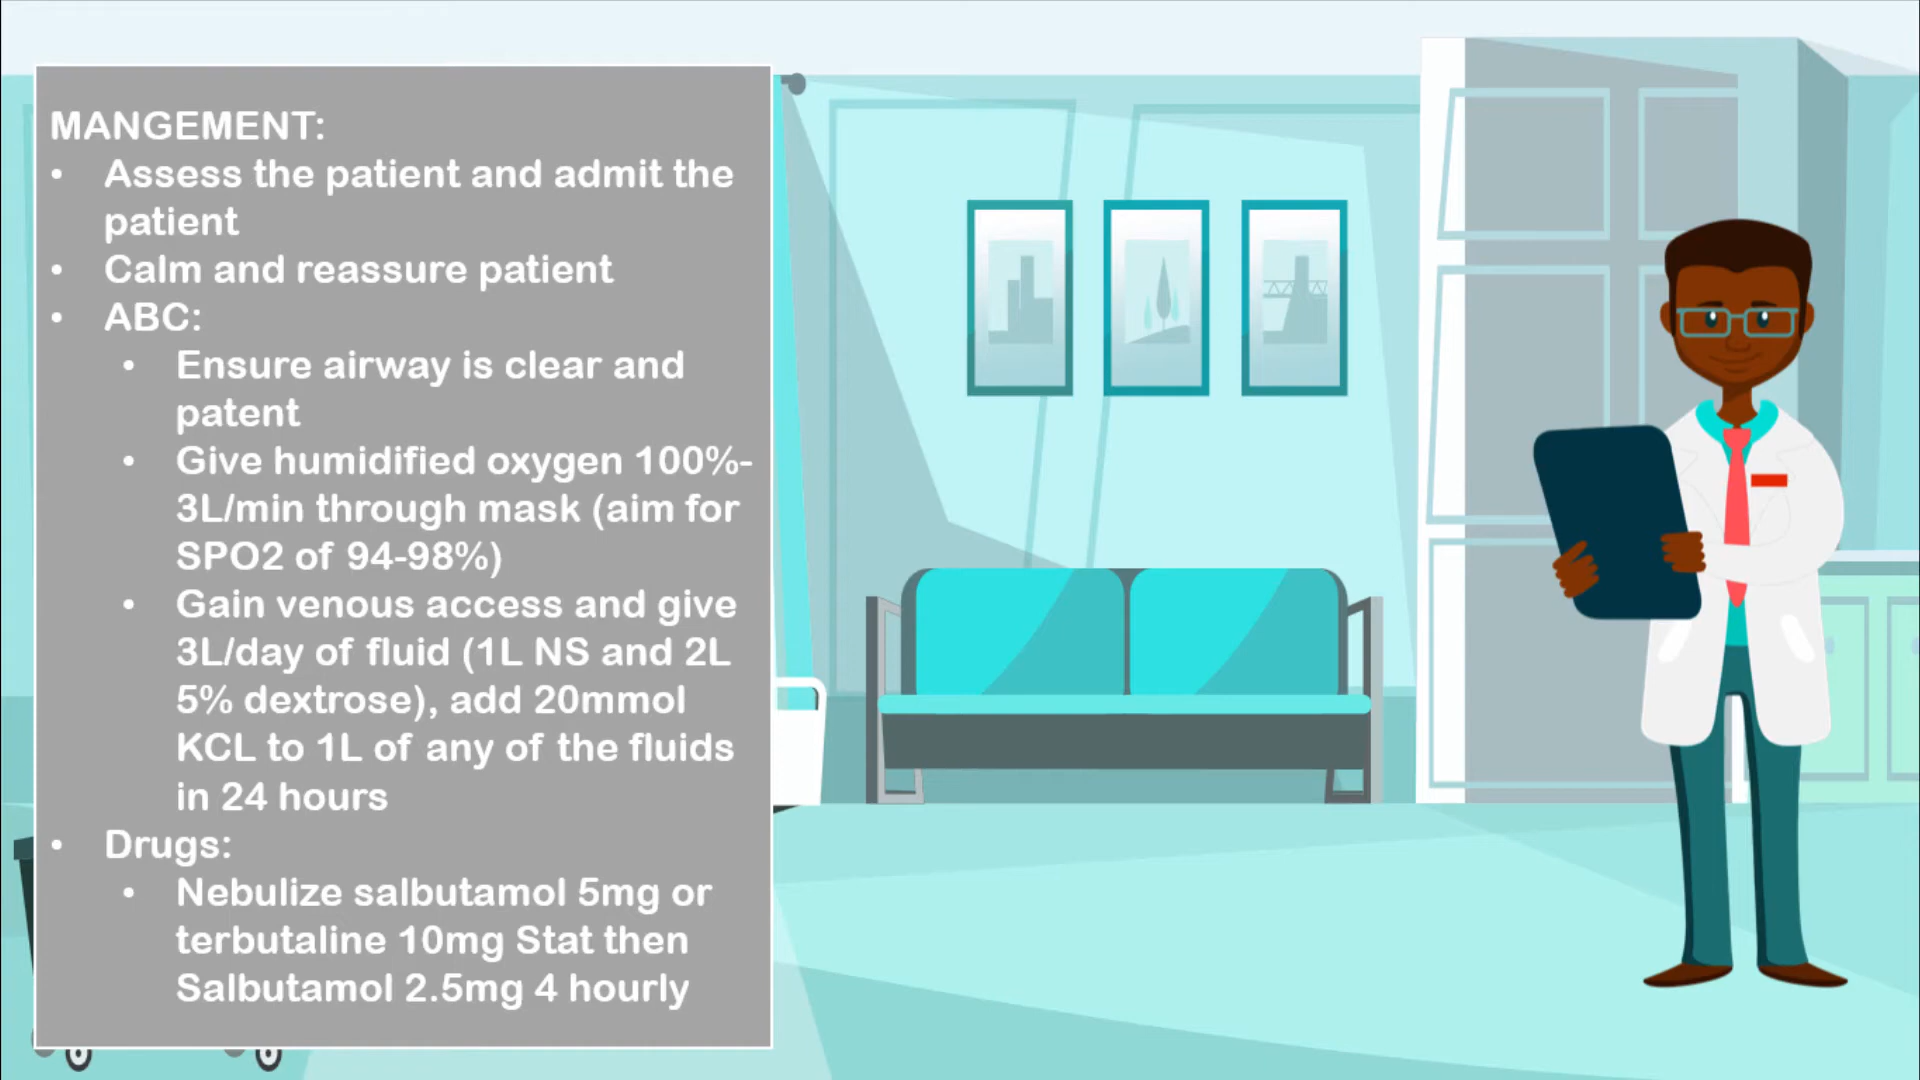 MANGEMENT:
• Assess the patient and admit the
patient
• Calm and reassure patient
• ABC:
• Ensure airway is clear and
patent
• Give humidified oxygen 100%-
3L/min through mask (aim for
SPO2 of 94-98%)
• Gain venous access and give
3L/day of fluid (1L NS and 2L
5% dextrose), add 20mmol
KCL to 1L of any of the fluids
in 24 hours
• Drugs:
• Nebulize salbutamol 5mg or
terbutaline 10mg Stat then
Salbutamol 2.5mg 4 hourly